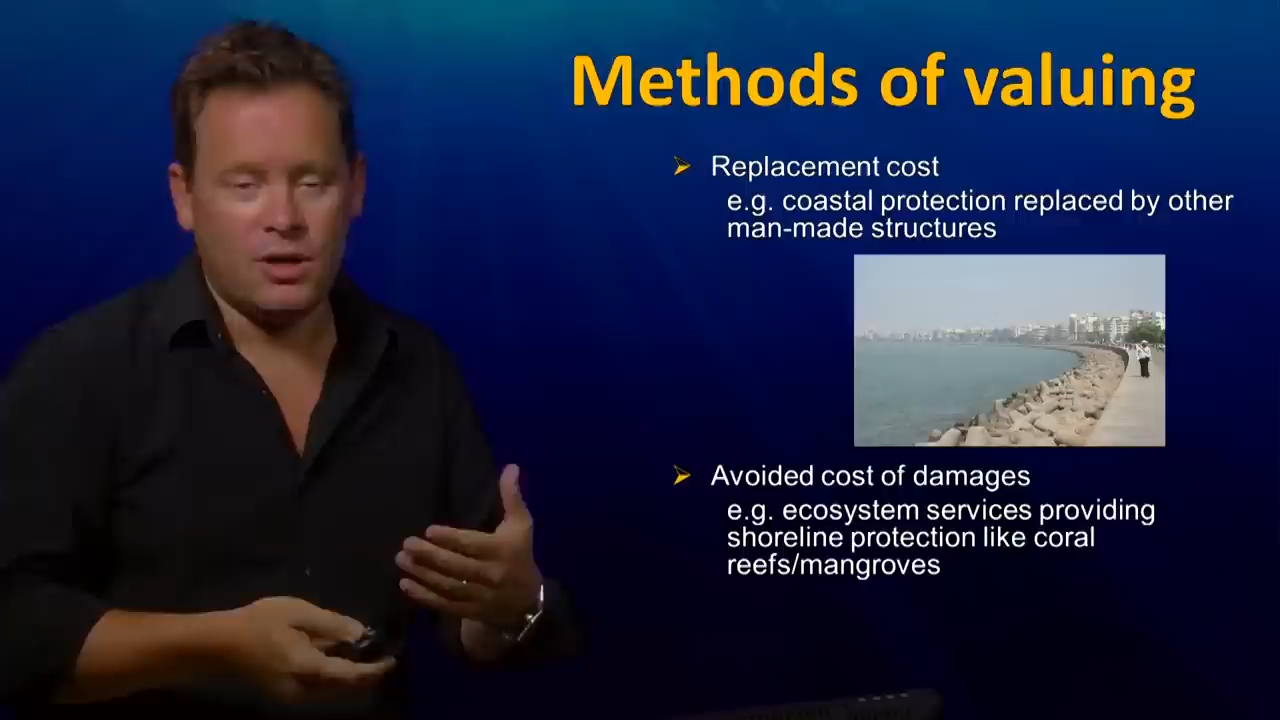 Methods of valuing
Replacement cost
e.g. coastal protection replaced by other
man-made structures
Avoided cost of damages
e.g. ecosystem services providing
shoreline protection like coral
reefs/mangroves